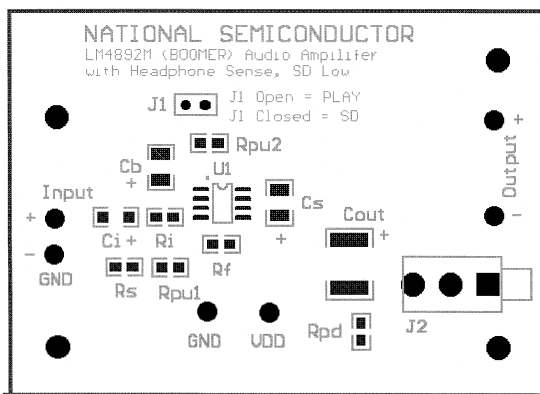 NATIONAL SEMICONDUCTOR
LM4892M (BOOMER) Audio Ampilifer
with Headphone Sense, SD Low
J1
J1 Open = PLAY
J1 Closed = SD
Rpu2
Cb
+
U1
Cs
+
Input
+
-
GND
Ci +
Ri
Rf
Rs
Rpu1
Cout
+
Output
+
-
GND
VDD
Rpd
J2